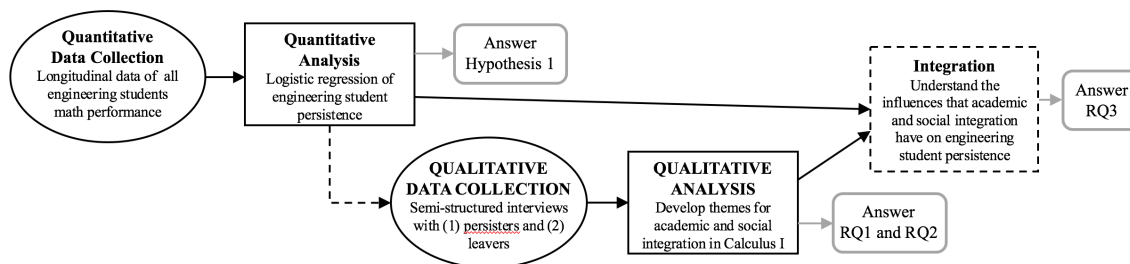 Quantitative
Data Collection
Longitudinal data of all
engineering students
math performance
Quantitative
Analysis
Logistic regression of
engineering student
persistence
Answer
Hypothesis 1
QUALITATIVE
DATA COLLECTION
Semi-structured interviews
with (1) persisters and (2)
leavers
QUALITATIVE
ANALYSIS
Develop themes for
academic and social
integration in Calculus I
Answer
RQ1 and RQ2
Integration
Understand the
influences that academic
and social integration
have on engineering
student persistence
Answer
RQ3